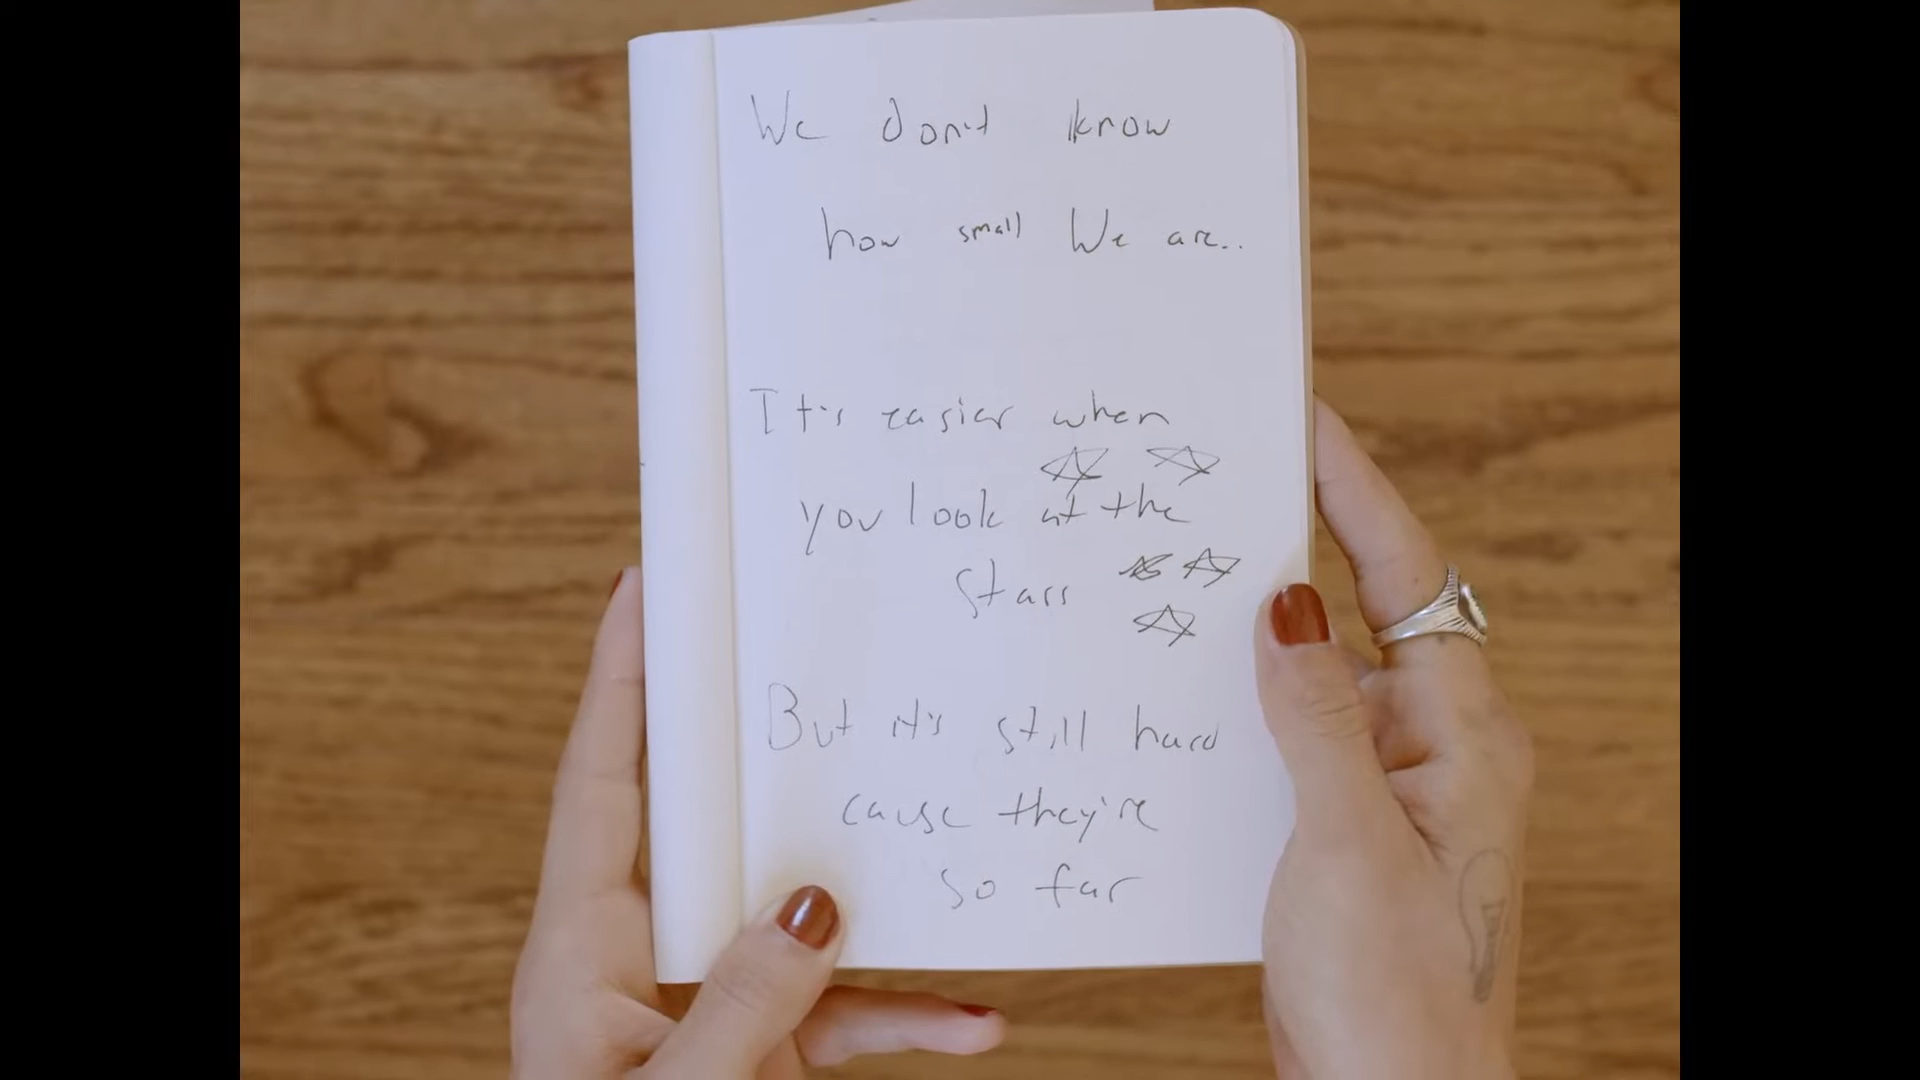 We don't know
how small We are..
It's easier when
you look at the
stars
But it's still hard
cause they're
so far